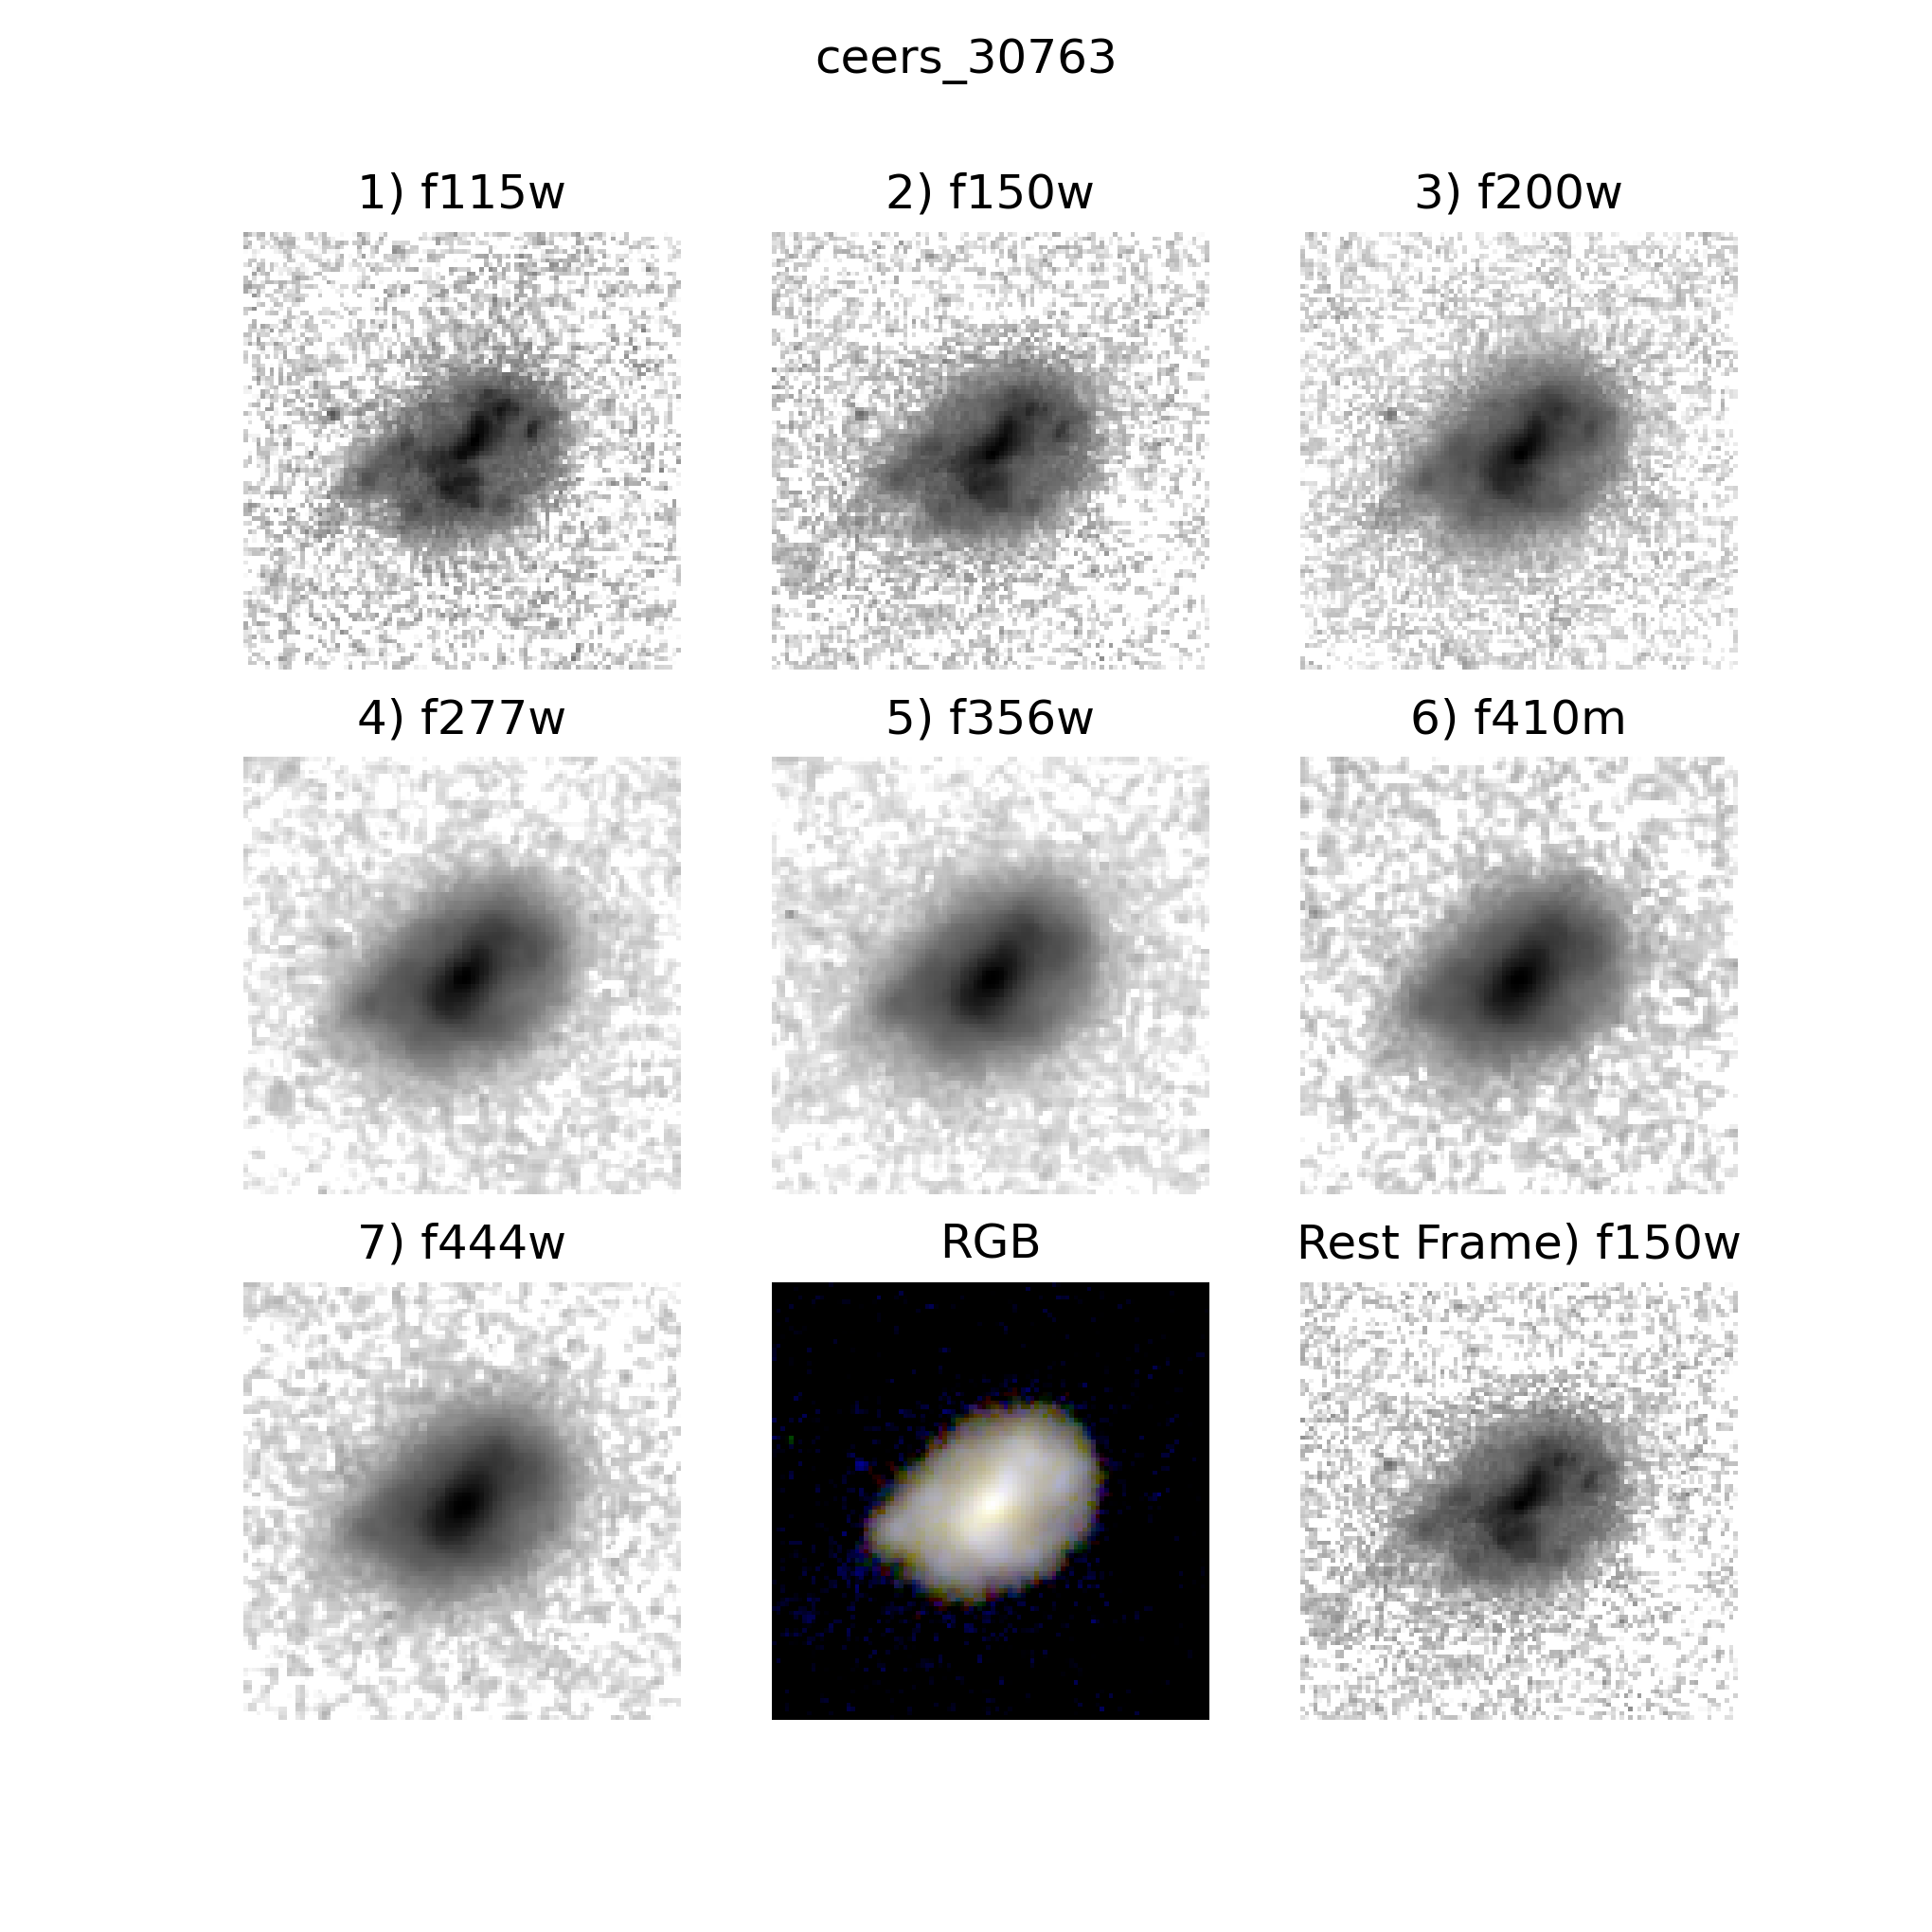 ceers_30763
1) f115w
2) f150w
3) f200w
4) f277w
5) f356w
6) f410m
7) f444w
RGB
Rest Frame) f150w